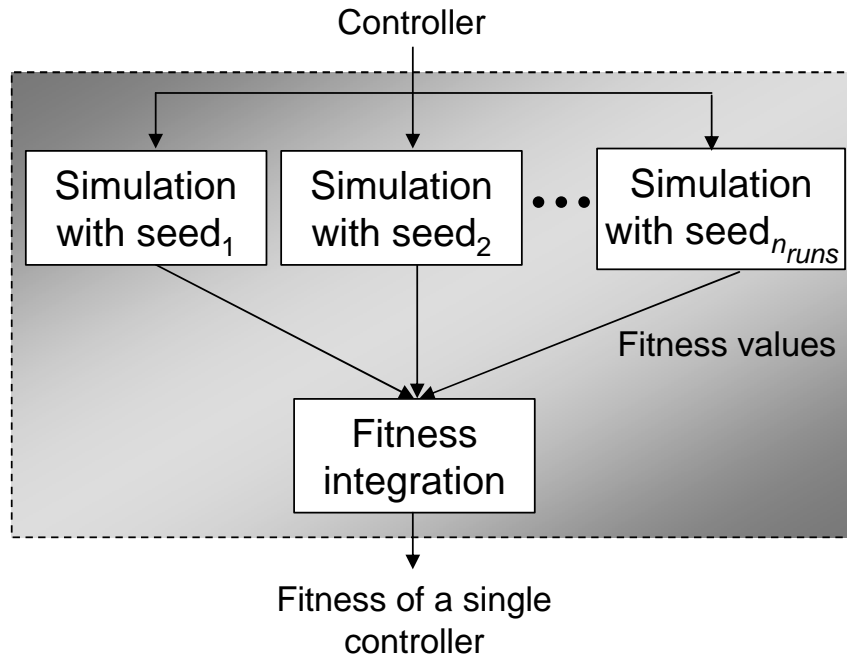 Controller
Simulation
with seed1
Simulation
with seed2
Simulation
with seednruns
Fitness values
Fitness
integration
Fitness of a single
controller